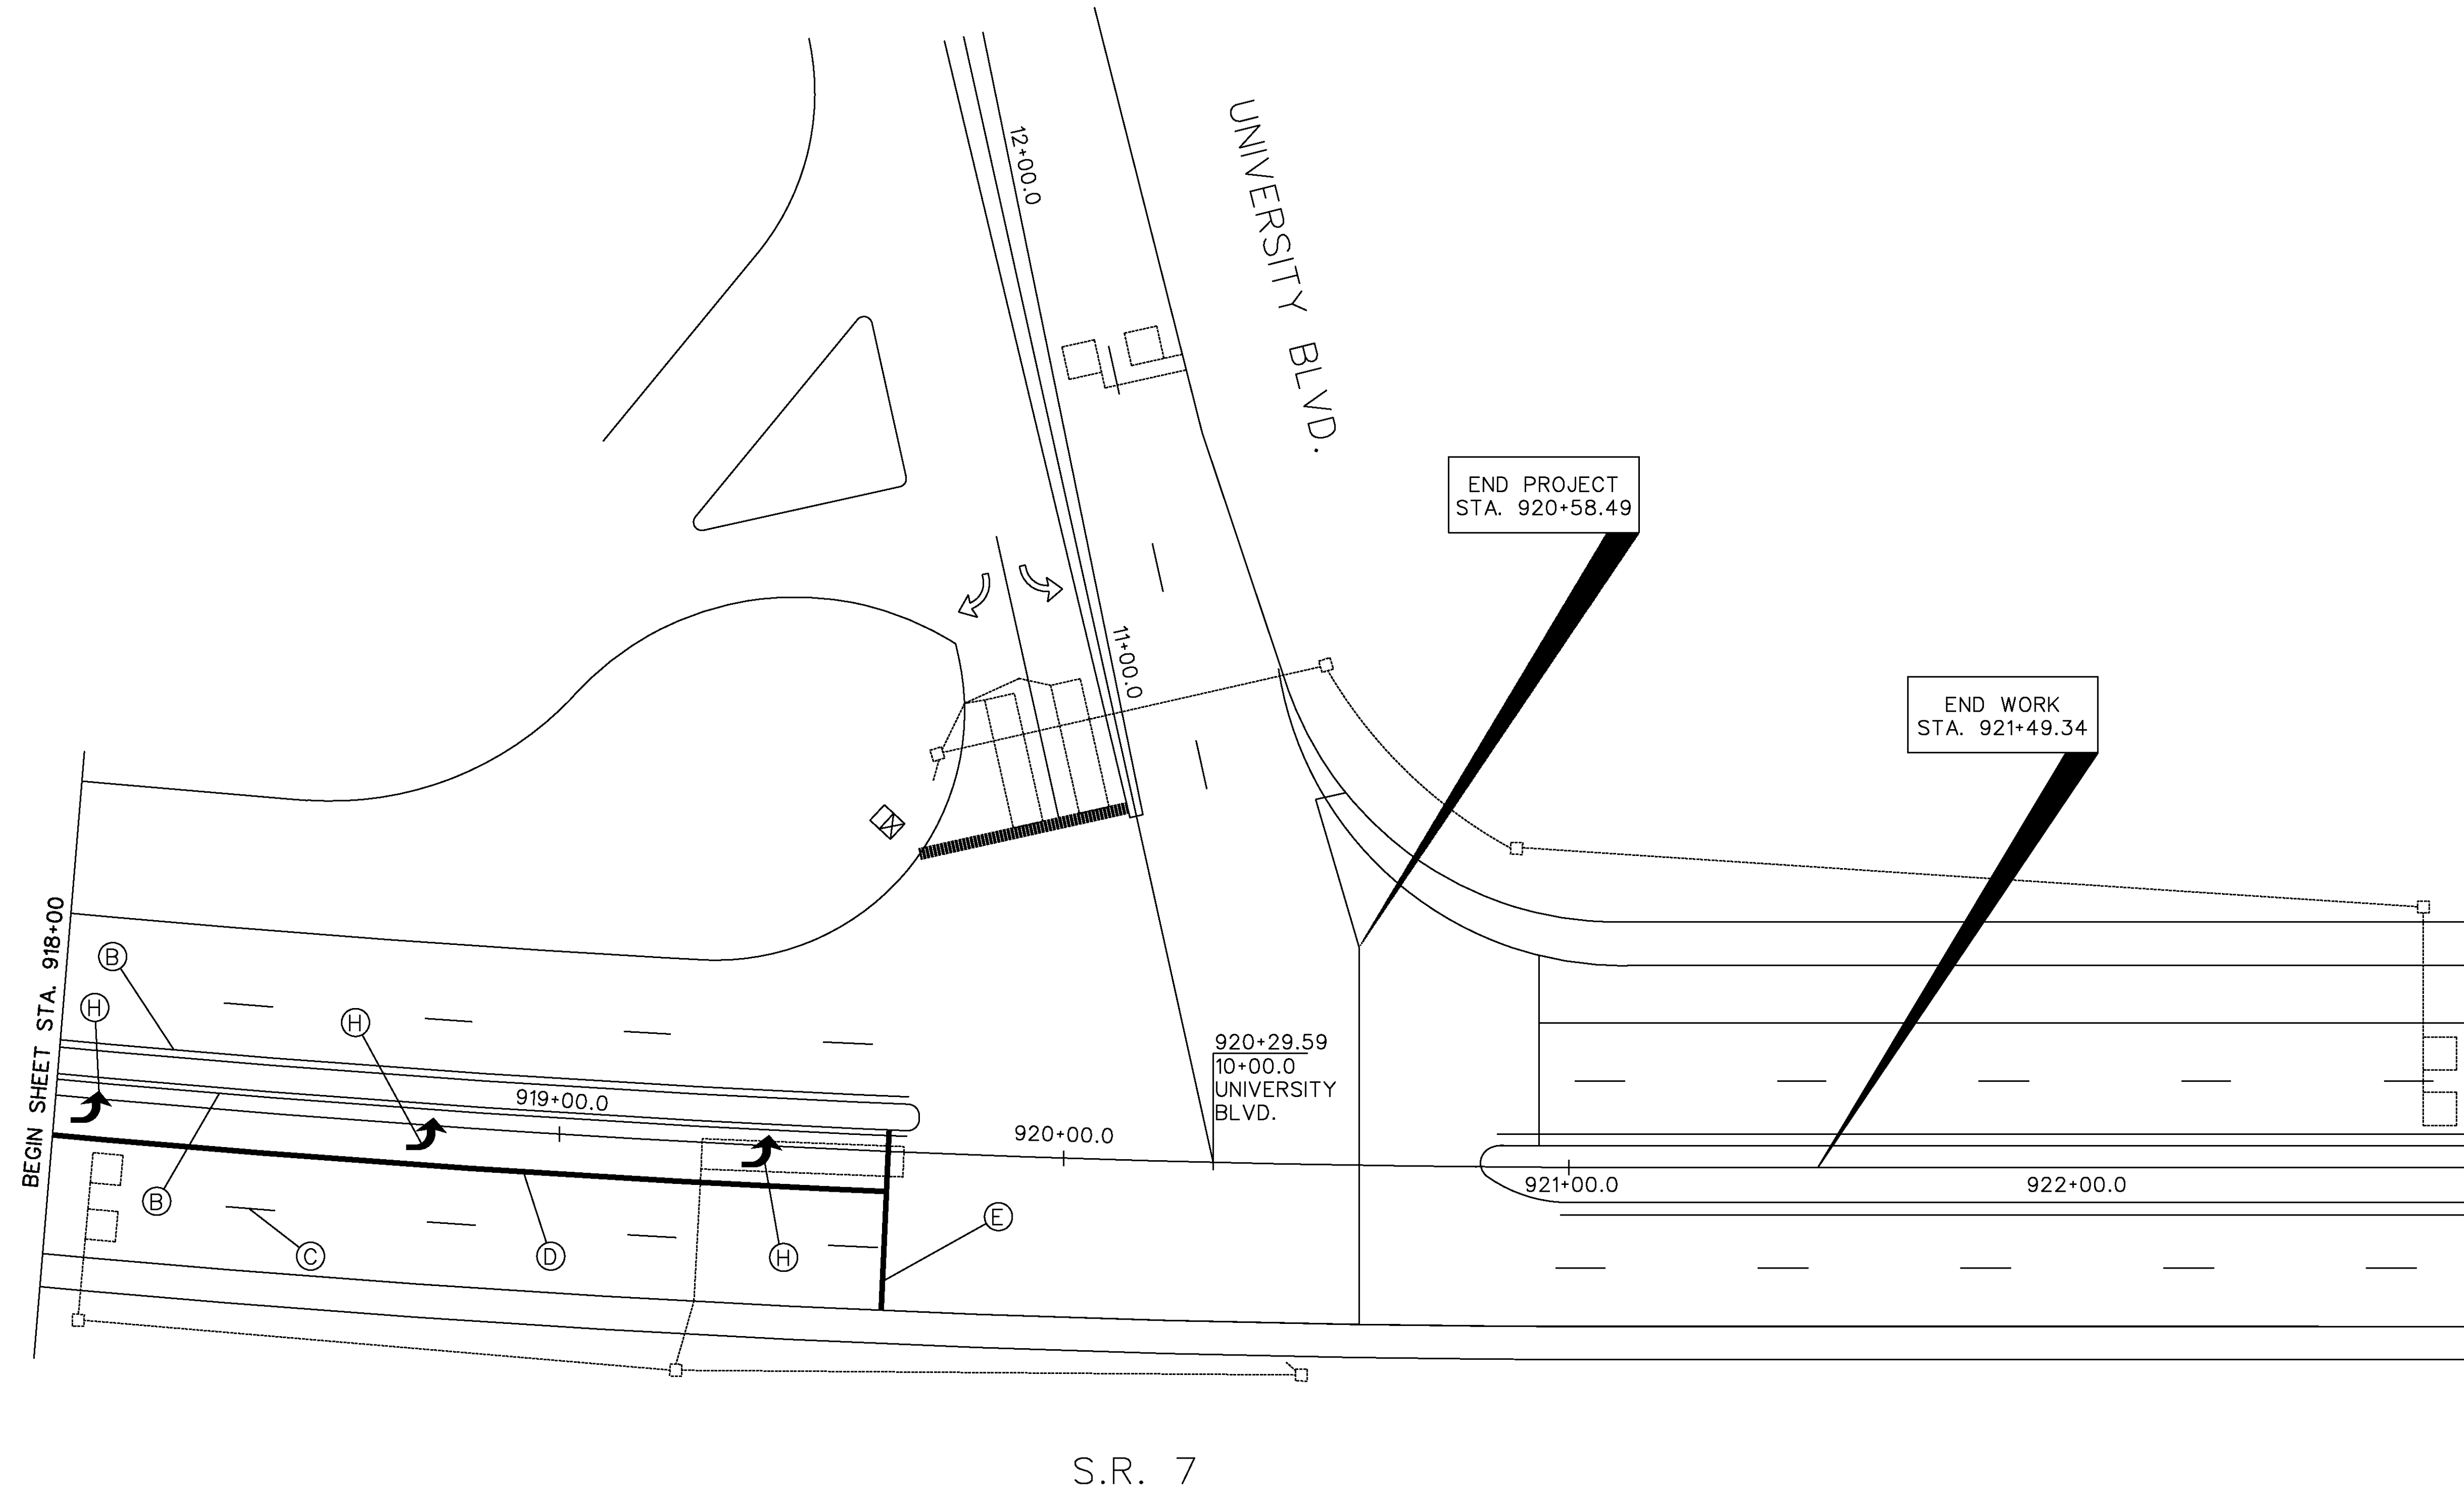 12+00.0
UNIVERSITY BLVD.
END PROJECT
STA. 920+58.49
11+00.0
END WORK
STA. 921+49.34
BEGIN SHEET STA. 918+00
B
H
H
919+00.0
920+00.0
920+29.59
10+00.0
UNIVERSITY
BLVD.
921+00.0
922+00.0
B
C
D
H
E
S.R. 7